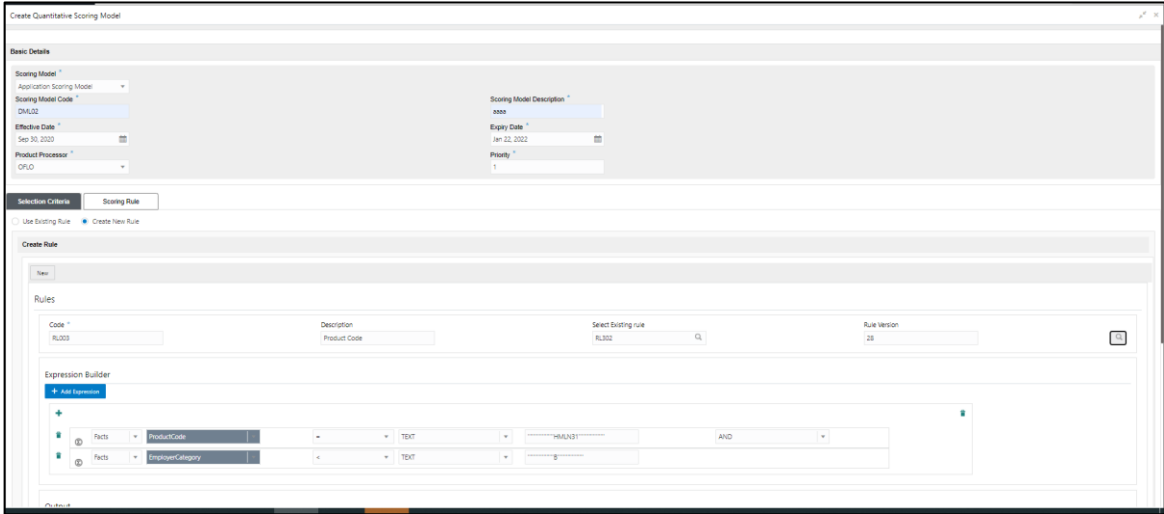 Create Quantitative Scoring Model
Basic Details
Scoring Model *
Application Scoring Model
Scoring Model Code * Scoring Model Description *
DML02 aaaa
Effective Date * Expiry Date *
Sep 30, 2020 Jan 22, 2022
Product Processor * Priority *
OFLO 1
Selection Criteria Scoring Rule
Use Existing Rule Create New Rule
Create Rule
New
Rules
Code * Description Select Existing rule Rule Version
RL003 Product Code RL302 28
Expression Builder
+ Add Expression
Facts ProductCode = TEXT HMLN31 AND
Facts EmployerCategory < TEXT B
Output